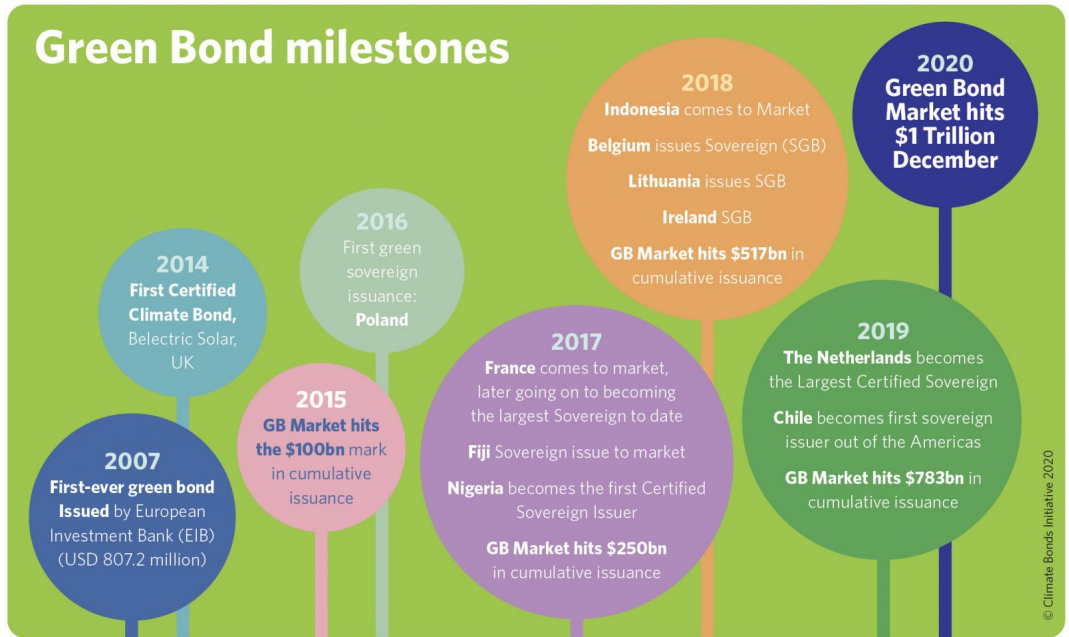 Green Bond milestones
2007
First-ever green bond
Issued by European
Investment Bank (EIB)
(USD 807.2 million)
2014
First Certified
Climate Bond,
Belectric Solar,
UK
2015
GB Market hits
the $100bn mark
in cumulative
issuance
2016
First green
sovereign
issuance:
Poland
2017
France comes to market,
later going on to becoming
the largest Sovereign to date
Fiji Sovereign issue to market
Nigeria becomes the first Certified
Sovereign Issuer
GB Market hits $250bn
in cumulative issuance
2018
Indonesia comes to Market
Belgium issues Sovereign (SGB)
Lithuania issues SGB
Ireland SGB
GB Market hits $517bn in
cumulative issuance
2019
The Netherlands becomes
the Largest Certified Sovereign
Chile becomes first sovereign
issuer out of the Americas
GB Market hits $783bn in
cumulative issuance
2020
Green Bond
Market hits
$1 Trillion
December
© Climate Bonds Initiative 2020